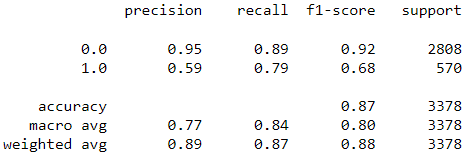 precision recall f1-score support
0.0 0.95 0.89 0.92 2808
1.0 0.59 0.79 0.68 570
accuracy 0.87 3378
macro avg 0.77 0.84 0.80 3378
weighted avg 0.89 0.87 0.88 3378